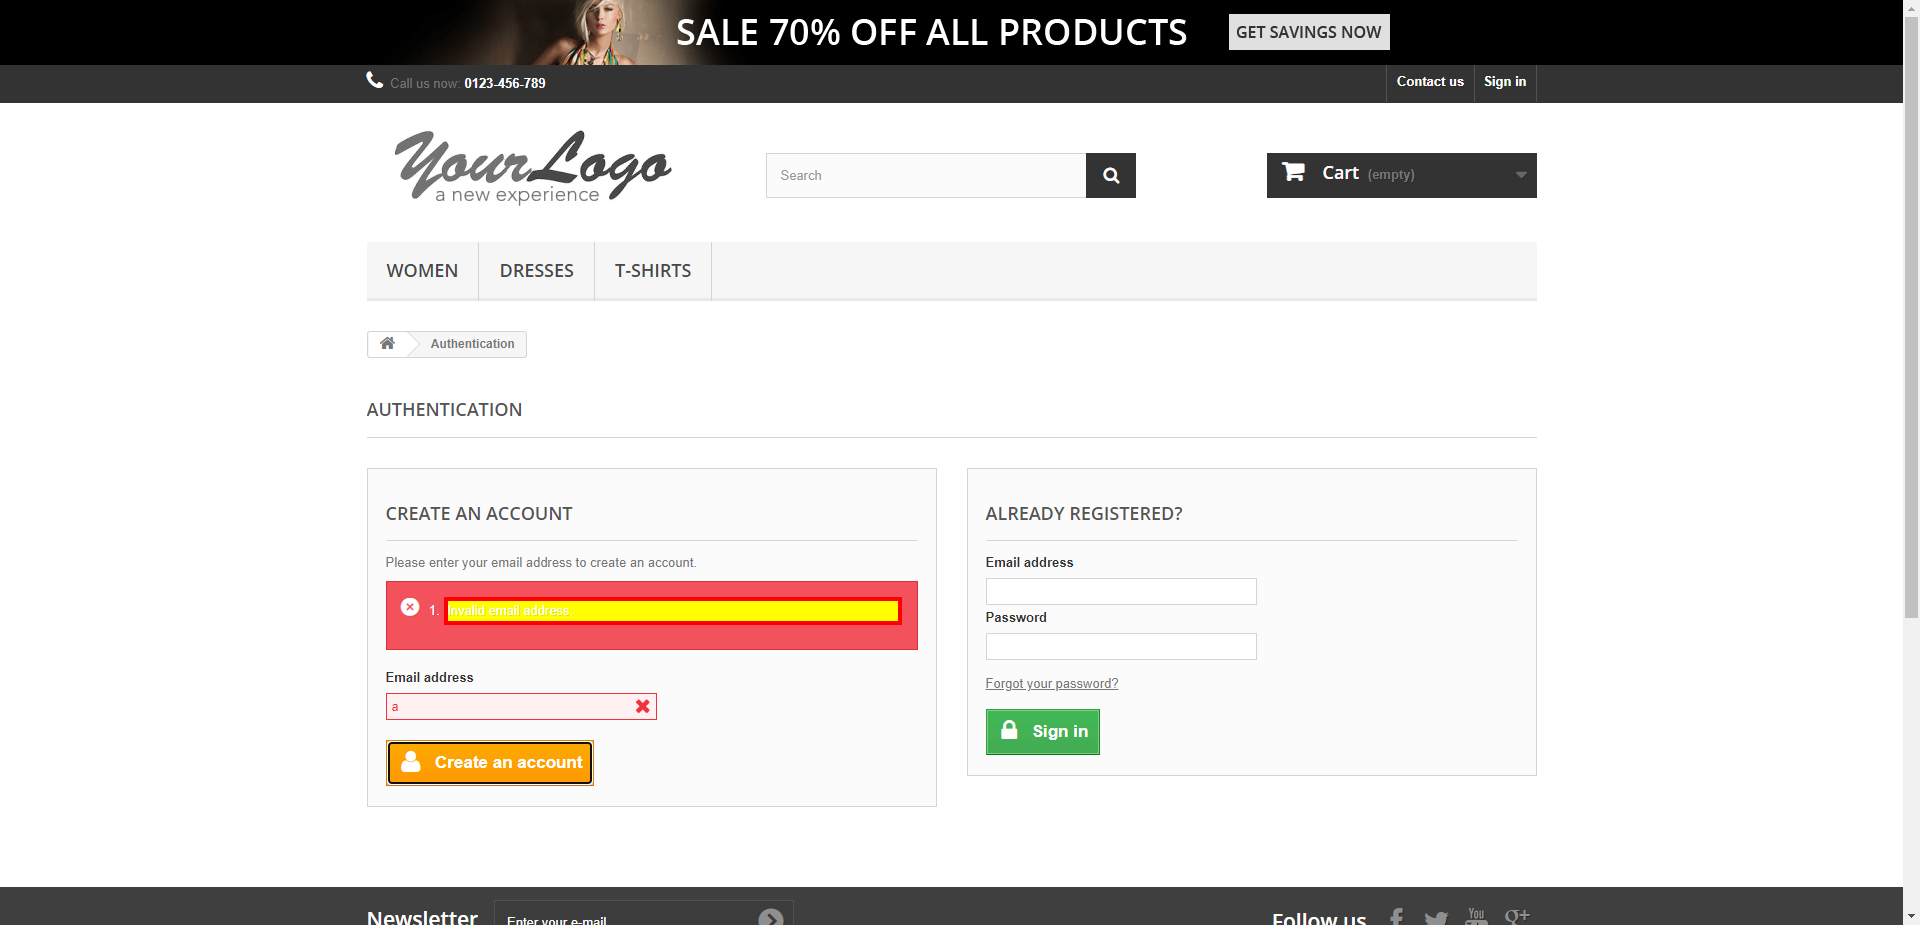 SALE 70% OFF ALL PRODUCTS GET SAVINGS NOW
Call us now: 0123-456-789 Contact us Sign in
YourLogo
a new experience
Search
Cart (empty)
WOMEN DRESSES T-SHIRTS
Authentication
AUTHENTICATION
CREATE AN ACCOUNT
Please enter your email address to create an account.
1. Invalid email address.
Email address
a
Create an account
ALREADY REGISTERED?
Email address
Password
Forgot your password?
Sign in
Newsletter Enter your e-mail
Follow us You g+